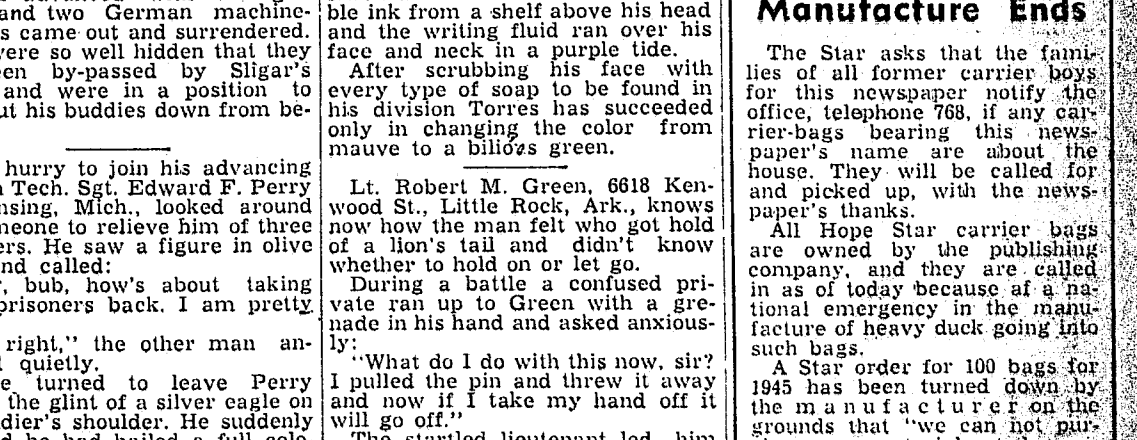 and two German machine-
s came out and surrendered.
were so well hidden that they
en by-passed by Sligar's
and were in a position to
ut his buddies down from be-
hurry to join his advancing
Tech. Sgt. Edward F. Perry
nsing, Mich., looked around
meone to relieve him of three
ers. He saw a figure in olive
nd called:
, bub, how's about taking
prisoners back. I am pretty
right," the other man an-
quietly.
e turned to leave Perry
the glint of a silver eagle on
dier's shoulder. He suddenly
ble ink from a shelf above his head
and the writing fluid ran over his
face and neck in a purple tide.
After scrubbing his face with
every type of soap to be found in
his division Torres has succeeded
only in changing the color from
mauve to a bilious green.
Lt. Robert M. Green, 6618 Ken-
wood St., Little Rock, Ark., knows
now how the man felt who got hold
of a lion's tail and didn't know
whether to hold on or let go.
During a battle a confused pri-
vate ran up to Green with a gre-
nade in his hand and asked anxious-
ly:
"What do I do with this now, sir?
I pulled the pin and threw it away
and now if I take my hand off it
will go off."
The startled lieutenant led him
Manufacture Ends
The Star asks that the fami-
lies of all former carrier boys
for this newspaper notify the
office, telephone 768, if any car-
rier-bags bearing this news-
paper's name are about the
house. They will be called for
and picked up, with the news-
paper's thanks.
All Hope Star carrier bags
are owned by the publishing
company, and they are called
in as of today because af a na-
tional emergency in the manu-
facture of heavy duck going into
such bags.
A Star order for 100 bags for
1945 has been turned down by
the manufacturer on the
grounds that "we can not pur-